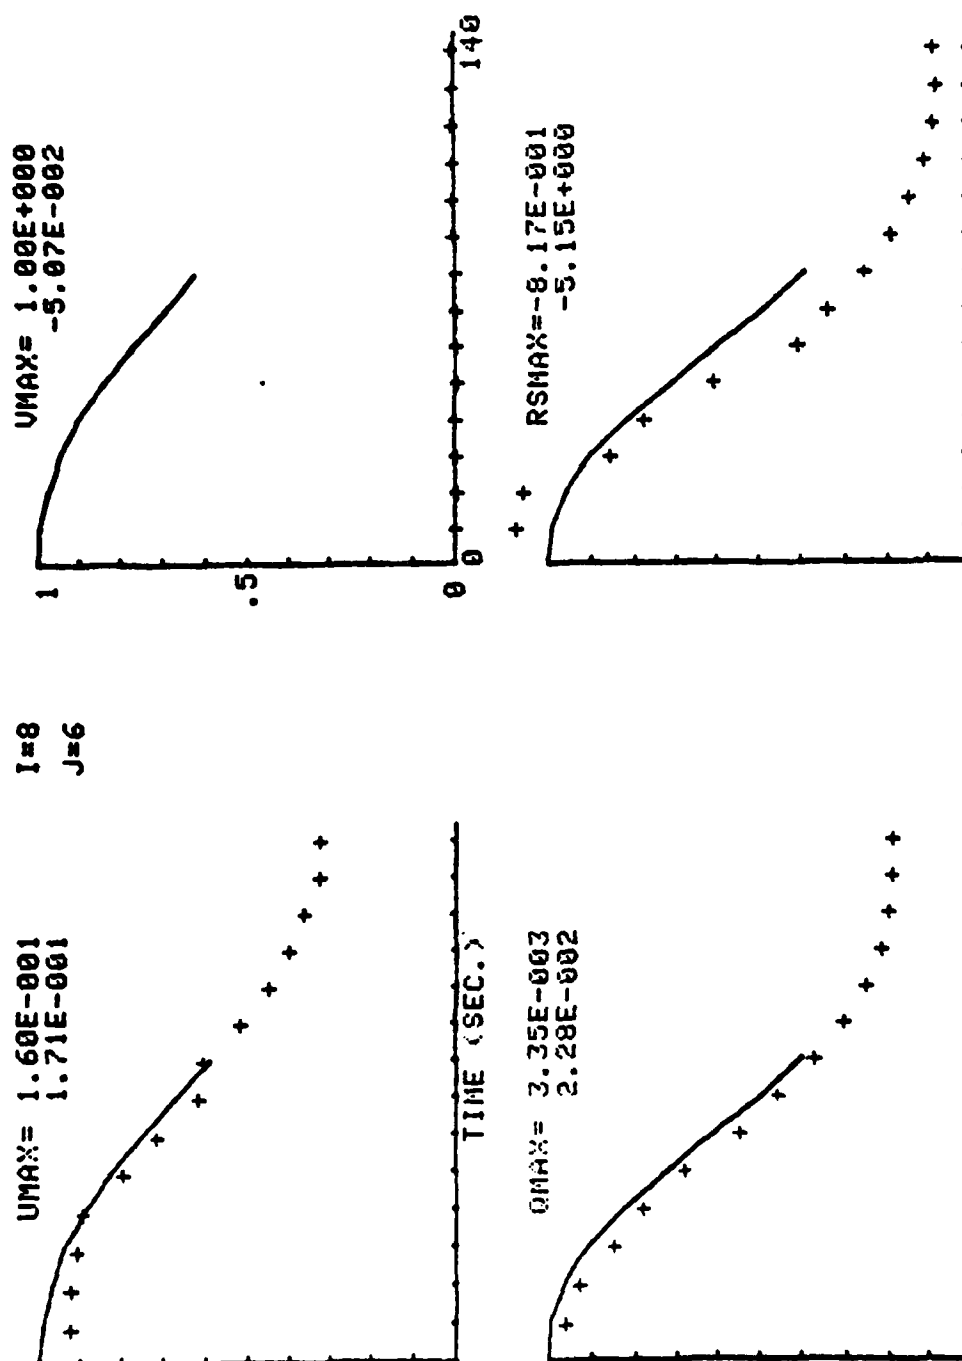 UMAX= 1.60E-001
1.71E-001
I=8
J=6
VMAX= 1.00E+000
-5.07E-002
1
.5
0
0
140
TIME (SEC.)
QMAX= 3.35E-003
2.28E-002
RSMAX=-8.17E-001
-5.15E+000